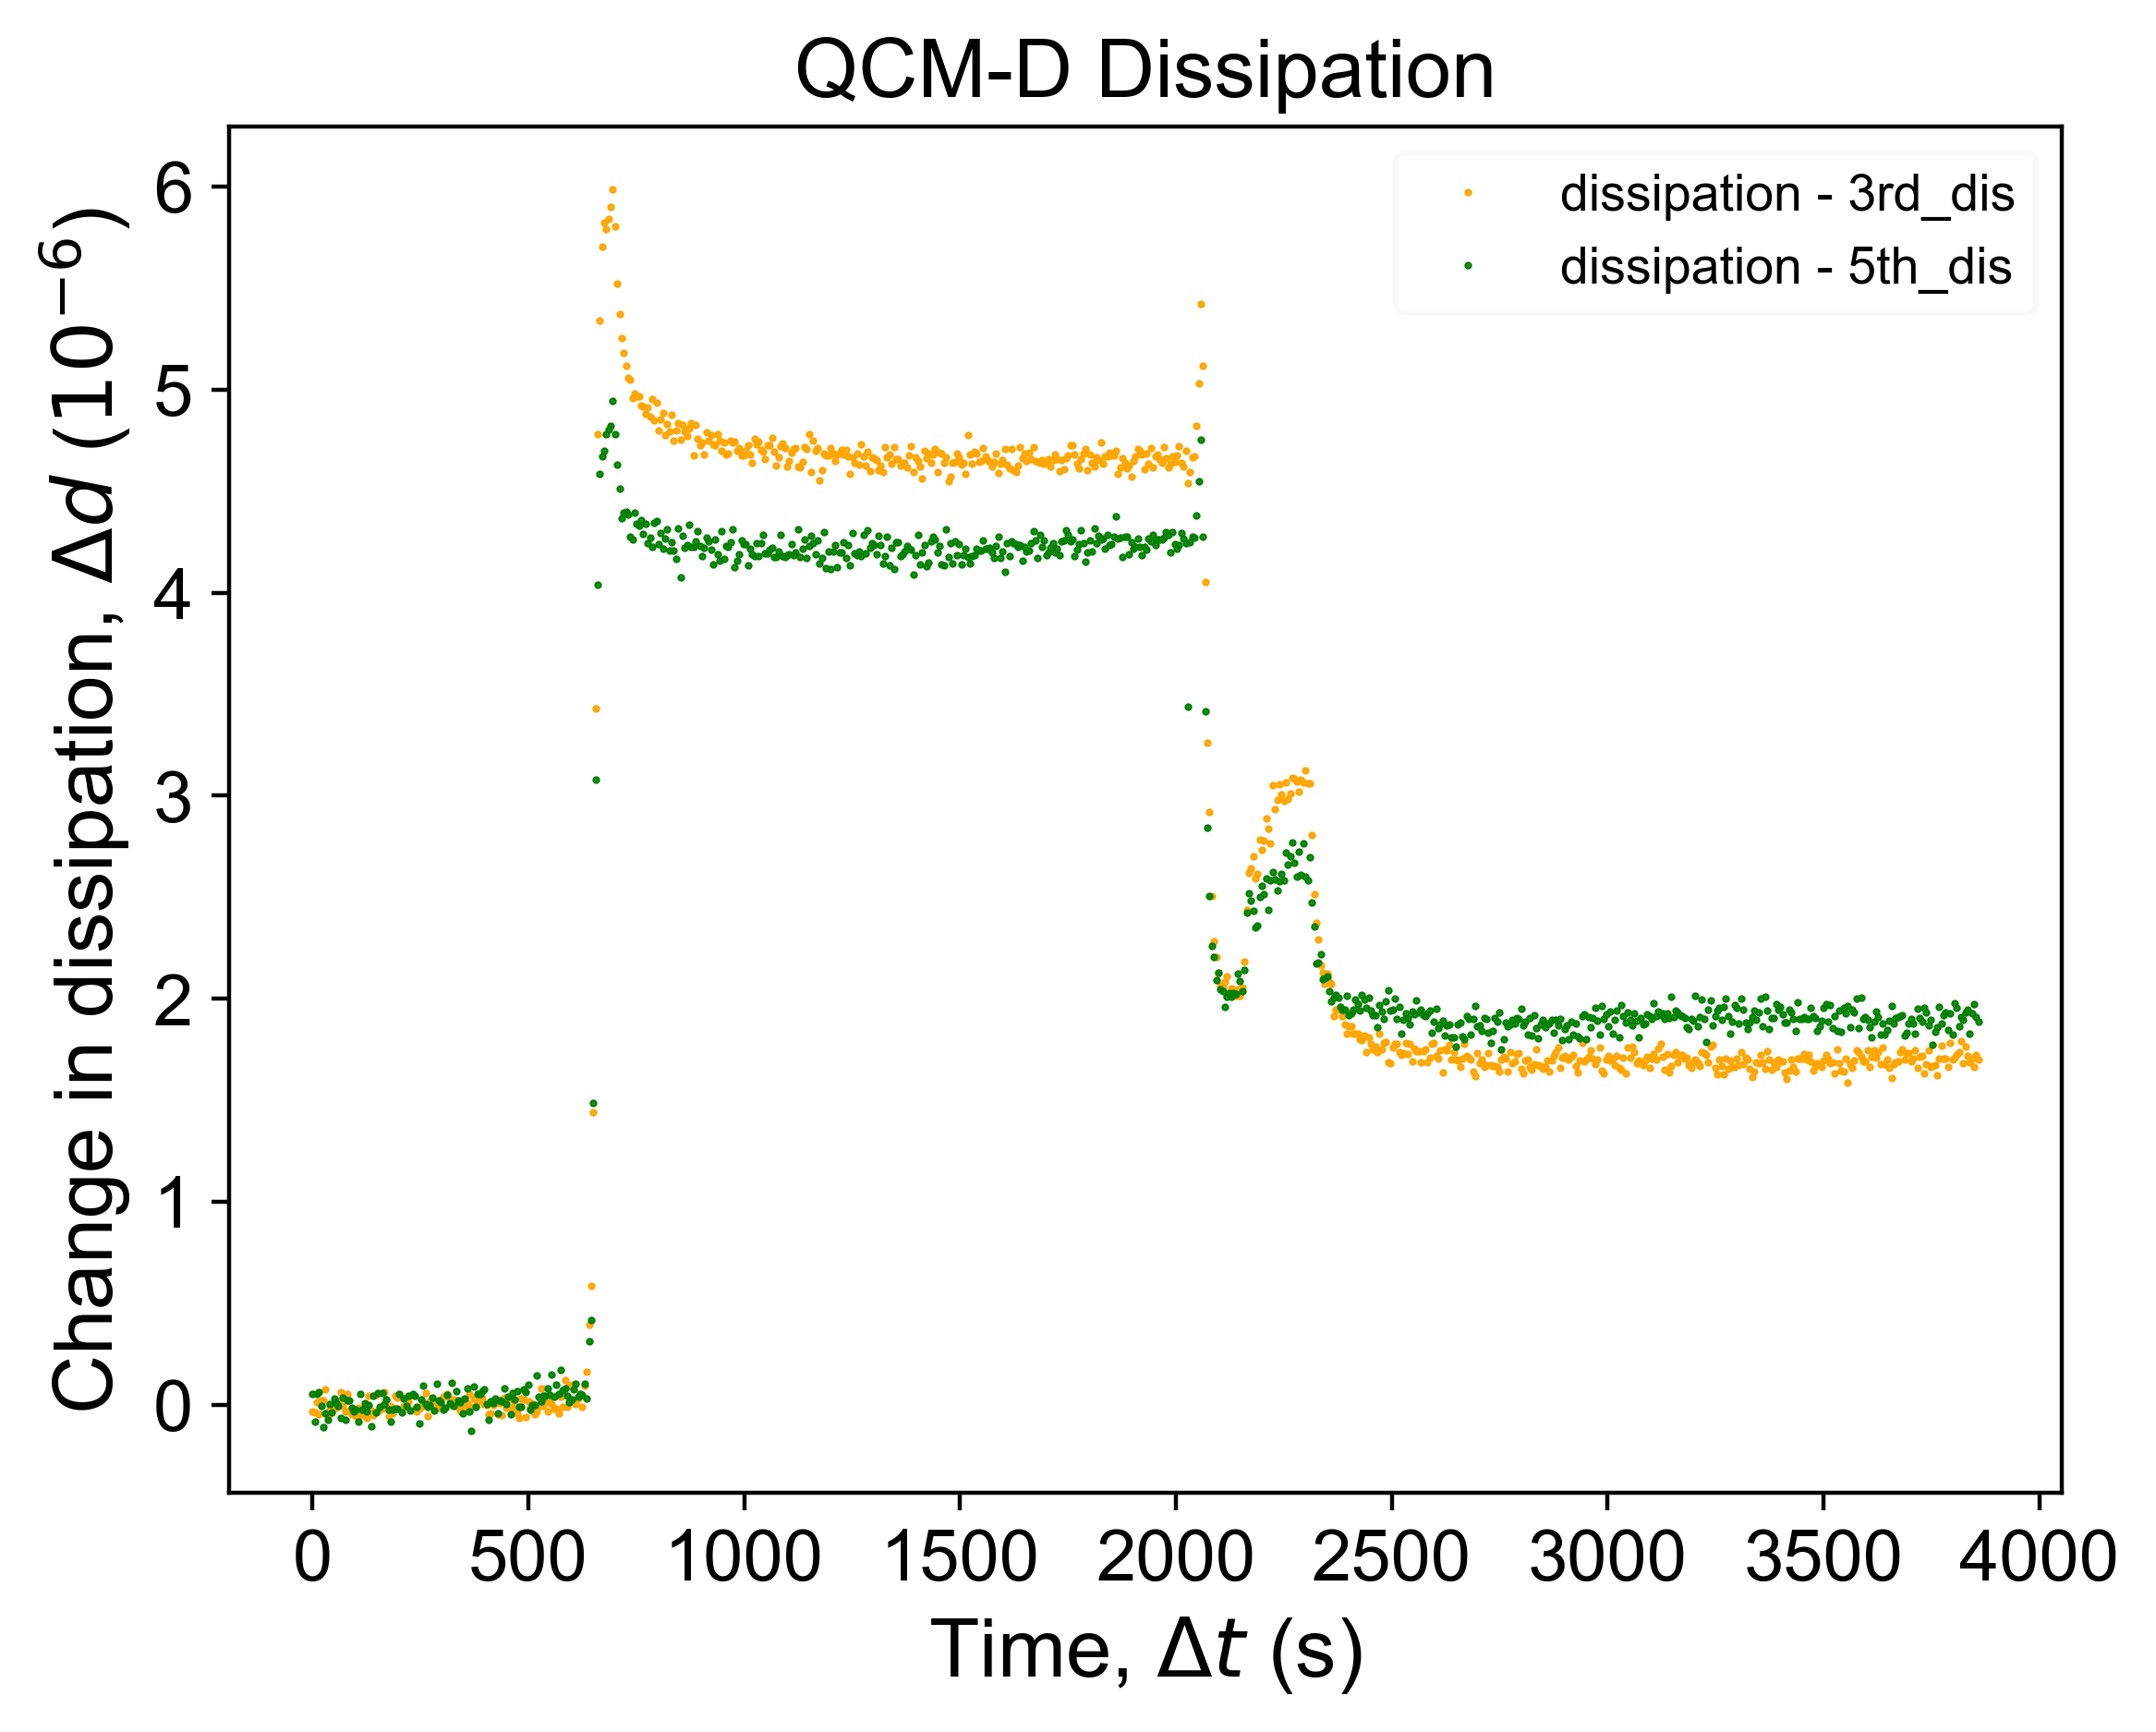 QCM-D Dissipation
Change in dissipation, Δd (10⁻⁶)
6
5
4
3
2
1
0
dissipation - 3rd_dis
dissipation - 5th_dis
0 500 1000 1500 2000 2500 3000 3500 4000
Time, Δt (s)